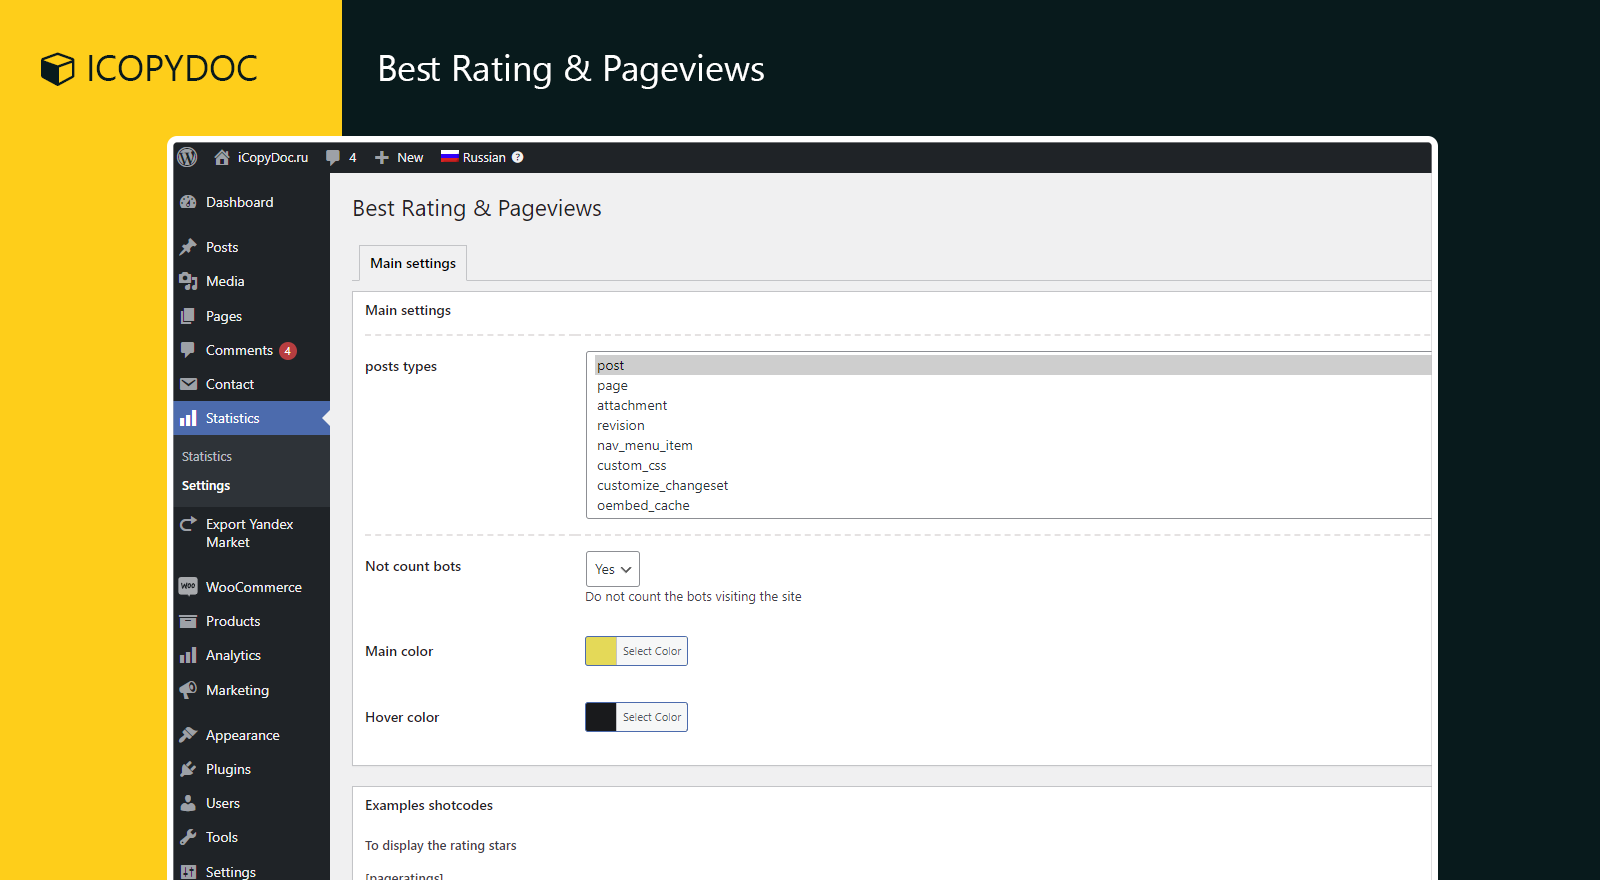 ICOPYDOC
Best Rating & Pageviews
iCopyDoc.ru
4
New
Russian
Dashboard
Posts
Media
Pages
Comments 4
Contact
Statistics
Statistics
Settings
Export Yandex
Market
WooCommerce
Products
Analytics
Marketing
Appearance
Plugins
Users
Tools
Settings
Best Rating & Pageviews
Main settings
Main settings
posts types
post
page
attachment
revision
nav_menu_item
custom_css
customize_changeset
oembed_cache
Not count bots
Yes
Do not count the bots visiting the site
Main color
Select Color
Hover color
Select Color
Examples shotcodes
To display the rating stars
[pageratings]